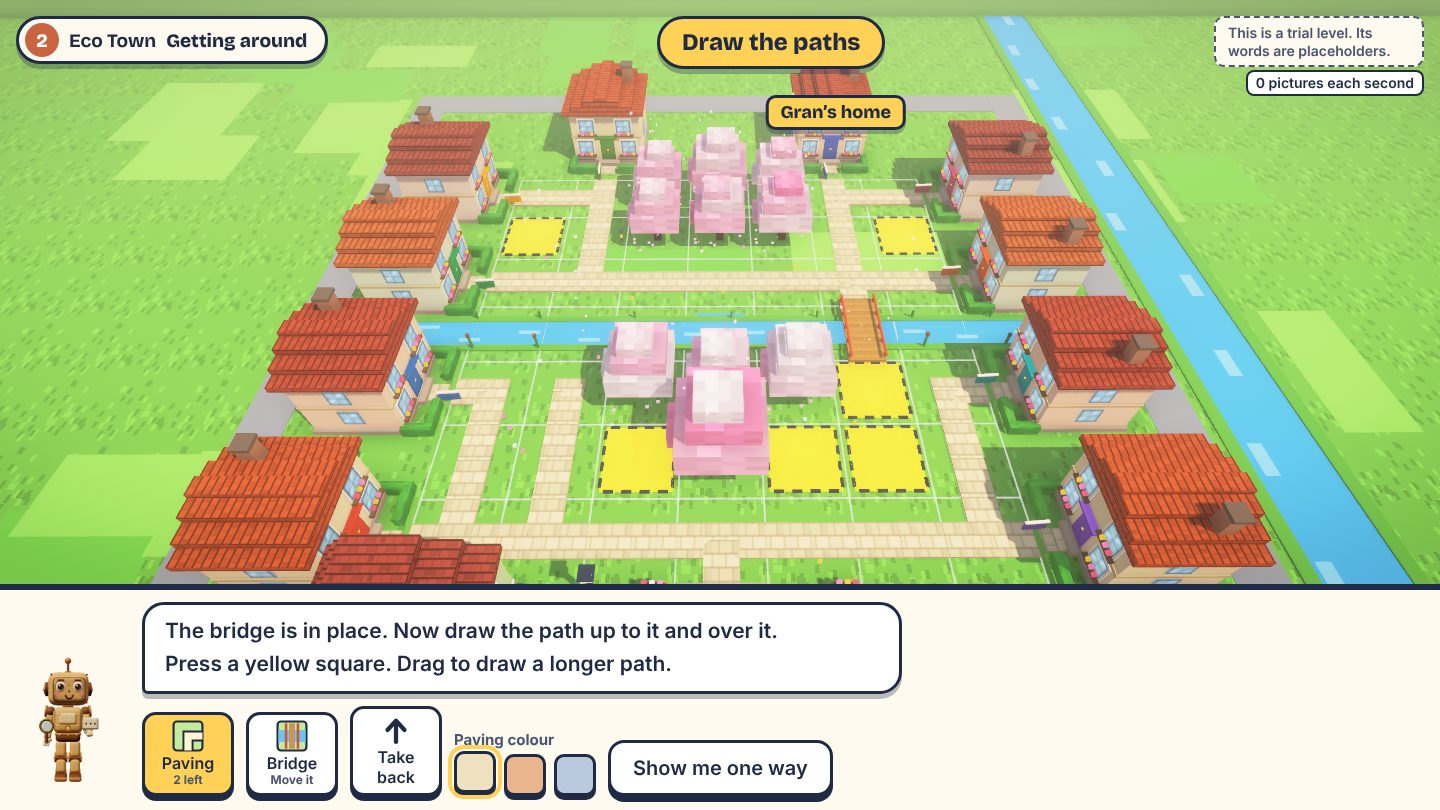 2 Eco Town Getting around
Draw the paths
This is a trial level. Its
words are placeholders.
0 pictures each second
Gran's home
The bridge is in place. Now draw the path up to it and over it.
Press a yellow square. Drag to draw a longer path.
Paving
2 left
Bridge
Move it
Take
back
Paving colour
Show me one way